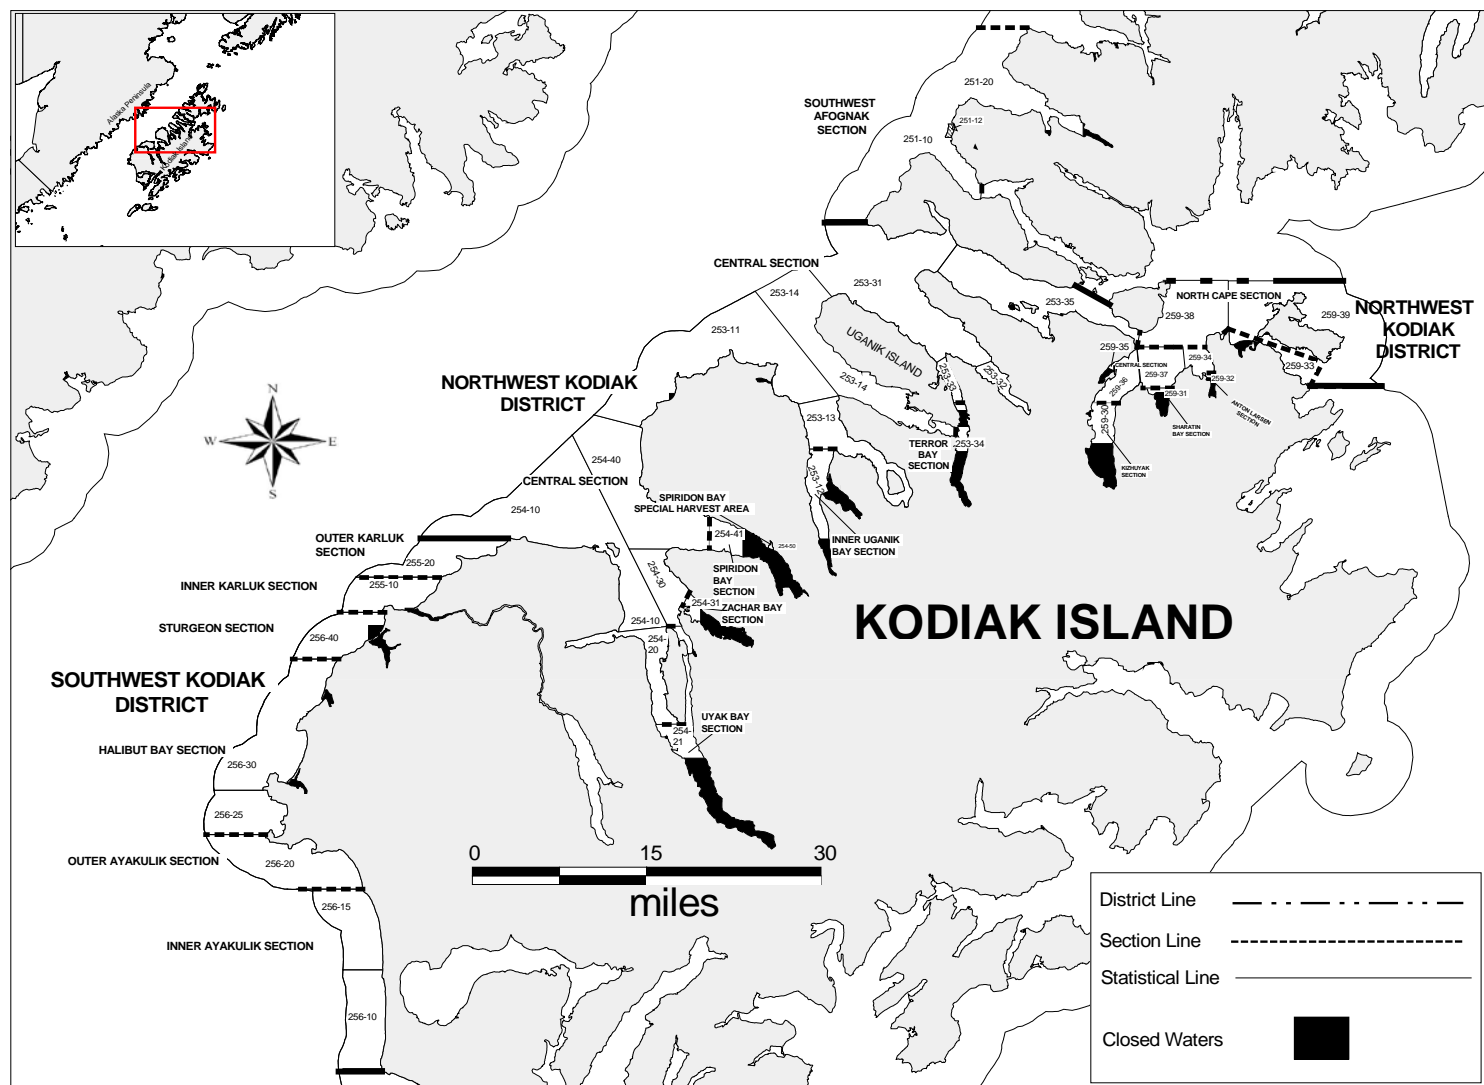 Alaska Peninsula
Kodiak Island
SOUTHWEST
AFOGNAK
SECTION
251-20
251-12
251-10
CENTRAL SECTION
253-14
253-31
253-35
NORTH CAPE SECTION
259-38
259-39
NORTHWEST
KODIAK
DISTRICT
253-11
UGANIK ISLAND
253-14
253-33
253-32
259-35
CENTRAL SECTION
259-34
259-33
259-37
259-36
259-32
259-31
259-30
ANTON LARSEN
SECTION
SHARATIN
BAY SECTION
KIZHUYAK
SECTION
NORTHWEST KODIAK
DISTRICT
N
W
E
S
253-13
TERROR
BAY
SECTION
253-34
254-40
CENTRAL SECTION
253-12
SPIRIDON BAY
SPECIAL HARVEST AREA
254-10
254-41
254-50
INNER UGANIK
BAY SECTION
OUTER KARLUK
SECTION
255-20
INNER KARLUK SECTION
255-10
254-30
SPIRIDON
BAY
SECTION
254-31
ZACHAR BAY
SECTION
KODIAK ISLAND
STURGEON SECTION
256-40
254-10
254-
20
SOUTHWEST KODIAK
DISTRICT
UYAK BAY
SECTION
254-
21
HALIBUT BAY SECTION
256-30
256-25
OUTER AYAKULIK SECTION
256-20
0 15 30
miles
256-15
INNER AYAKULIK SECTION
256-10
District Line
Section Line
Statistical Line
Closed Waters